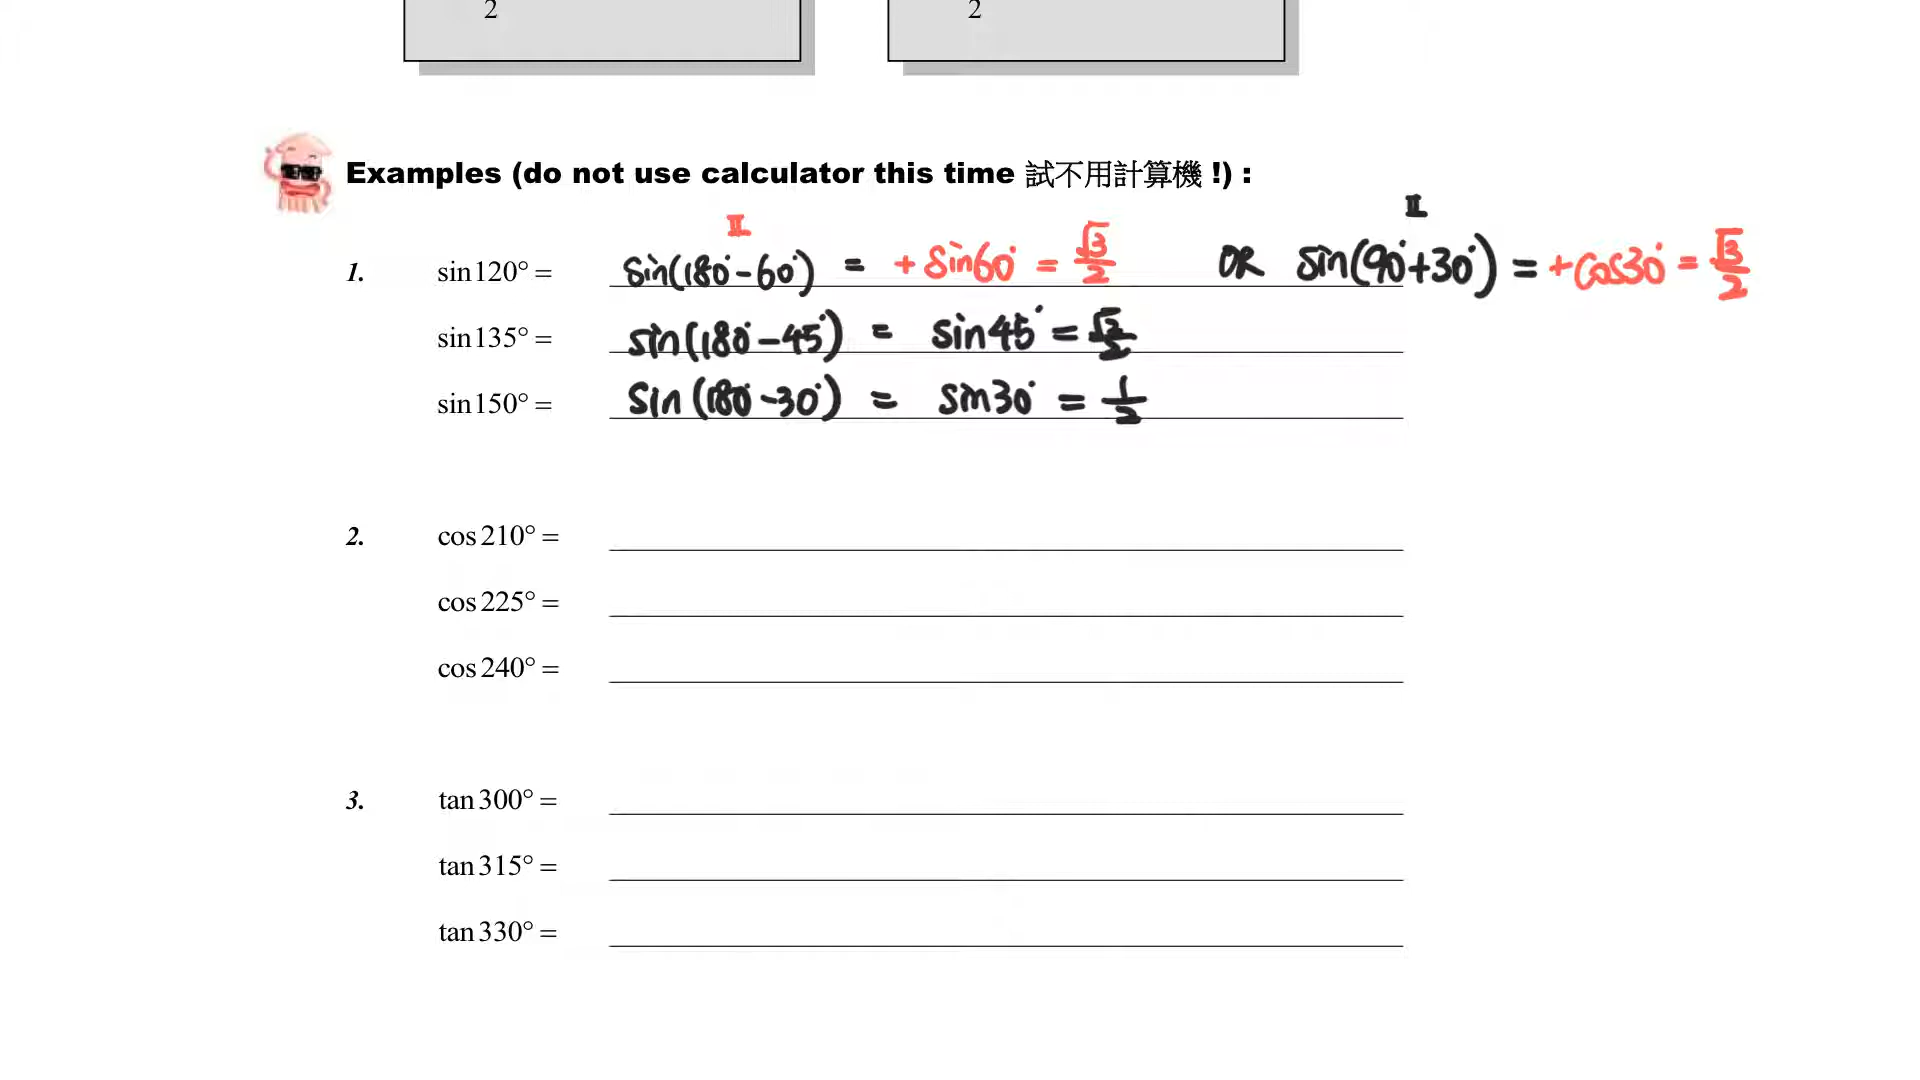 2 2
Examples (do not use calculator this time 試不用計算機 !) :
II II
1. sin120° = sin(180°-60°) = +sin60° = √3/2 OR sin(90°+30°) = +cos30° = √3/2
sin135° = sin(180°-45°) = sin45° = √2/2
sin150° = sin(180°-30°) = sin30° = 1/2
2. cos210° =
cos225° =
cos240° =
3. tan300° =
tan315° =
tan330° =